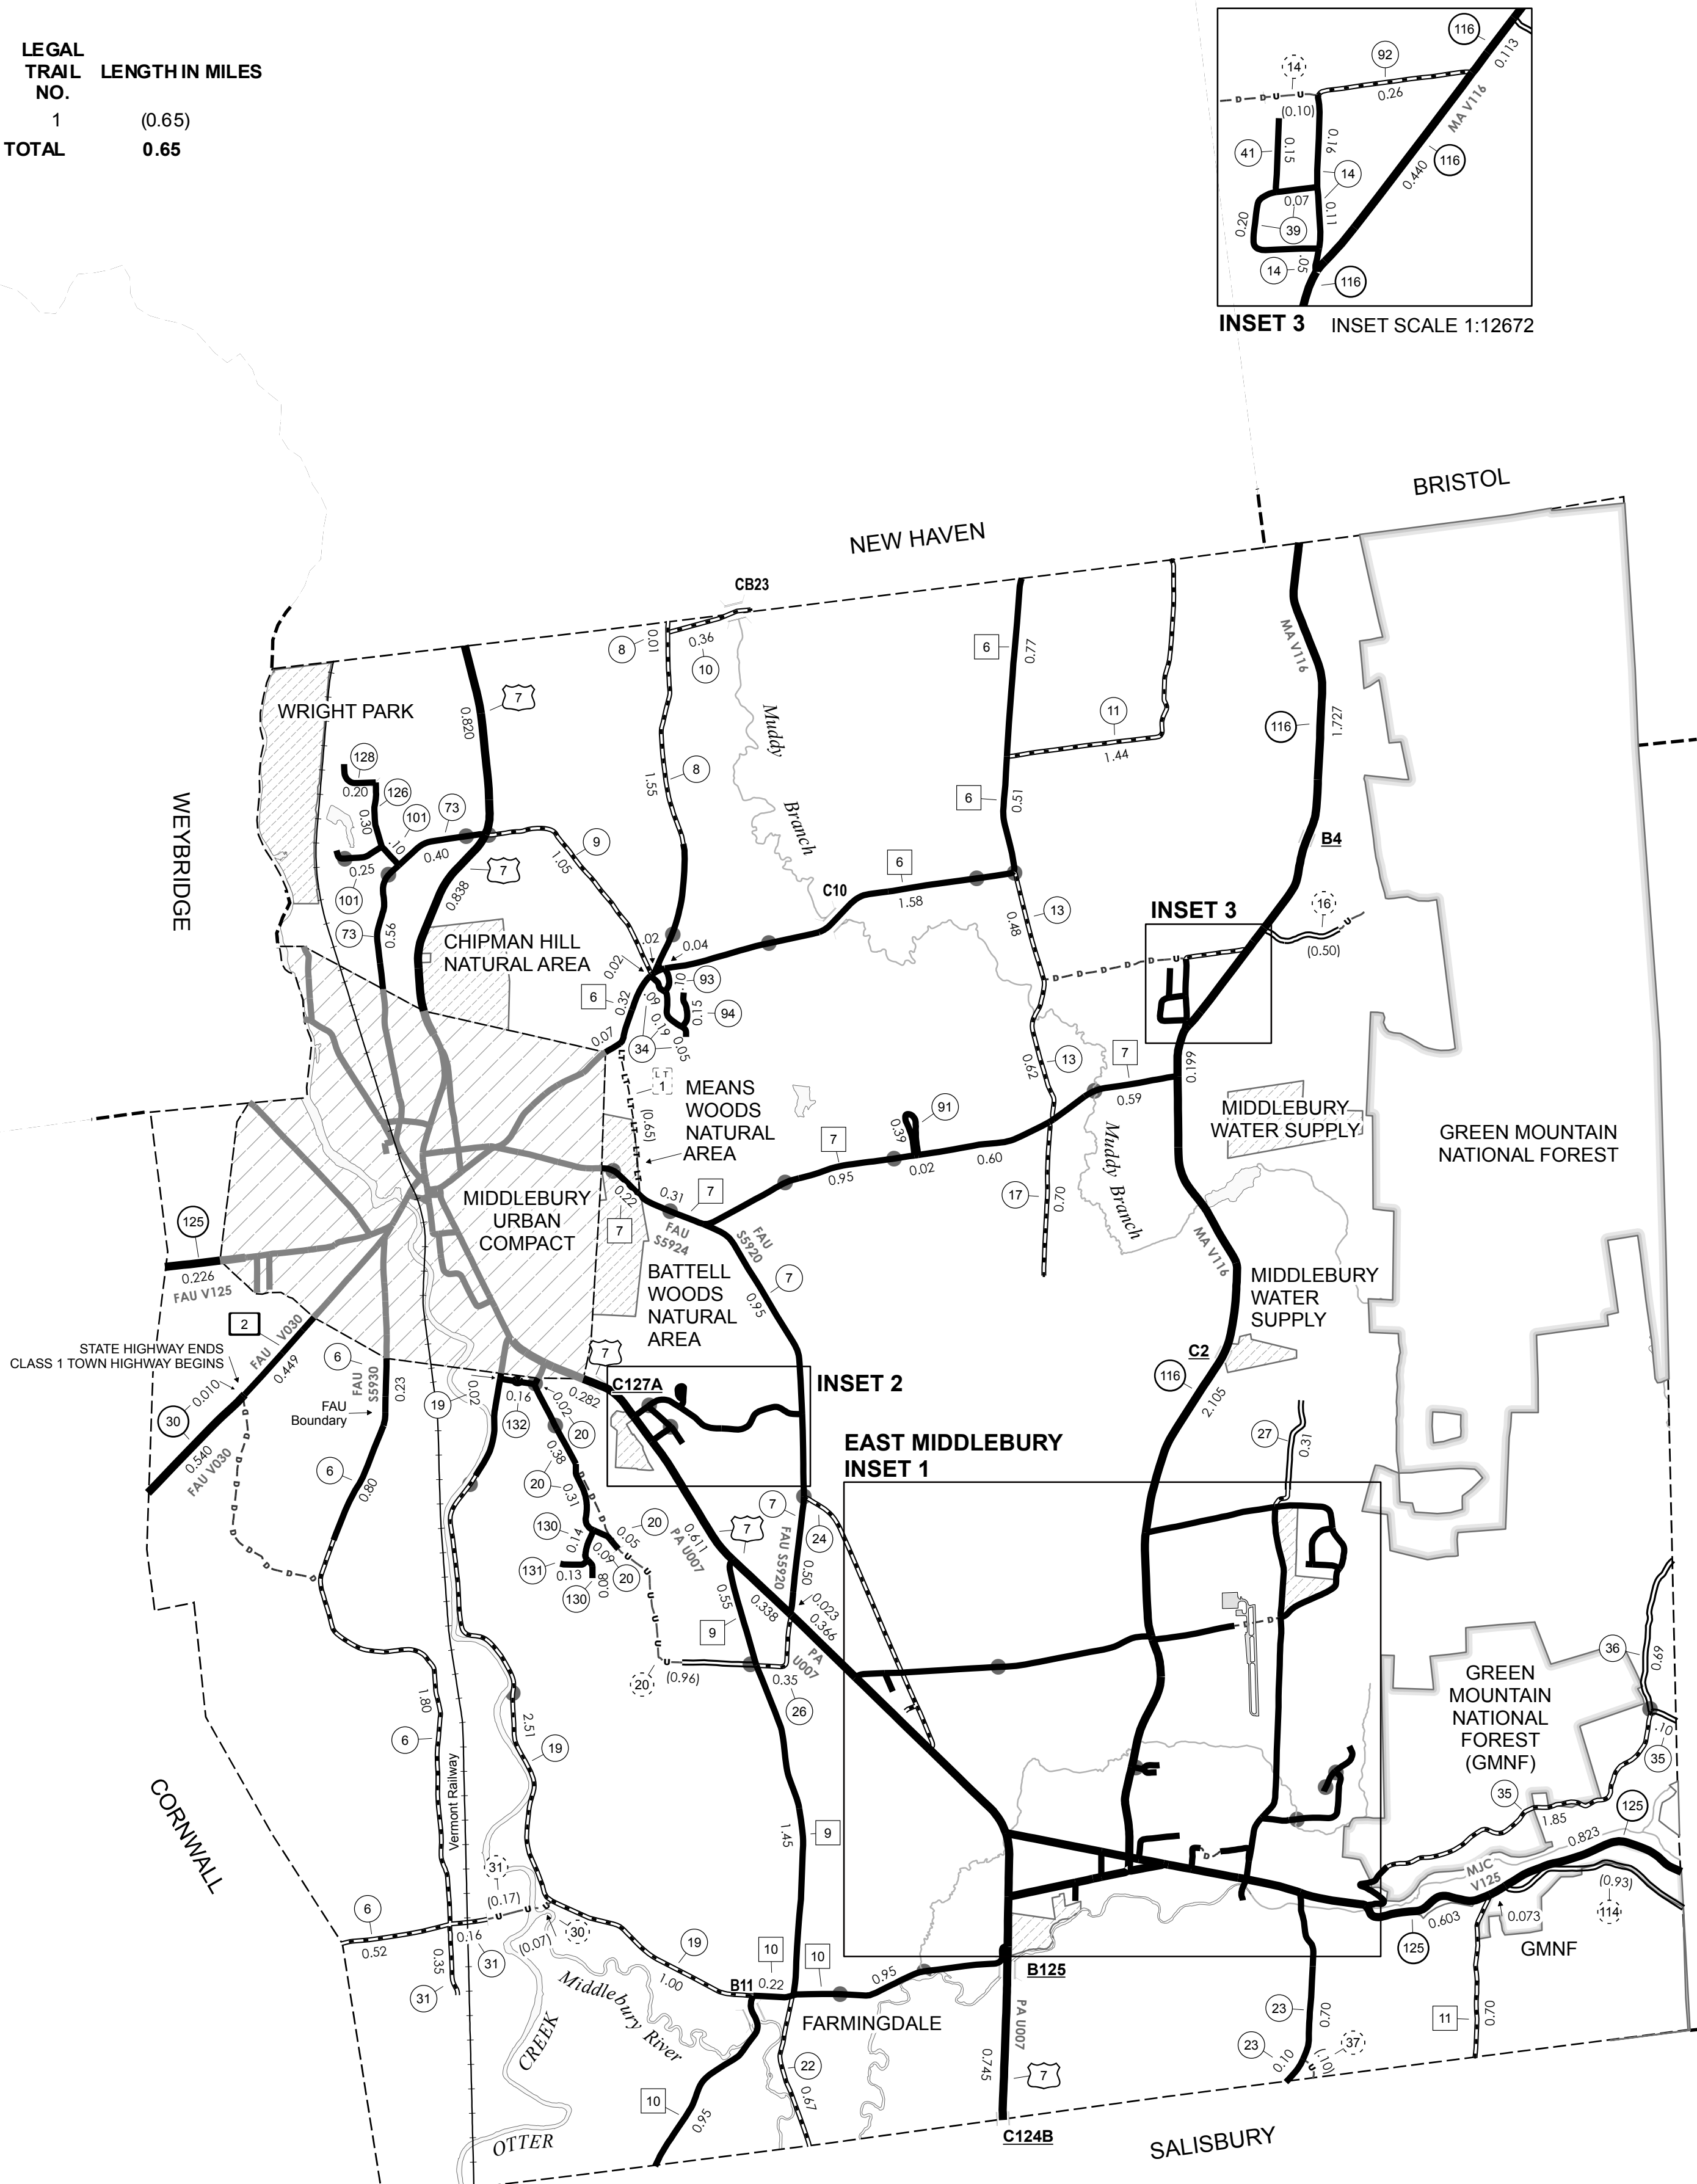 LEGAL
TRAIL LENGTH IN MILES
NO.
1 (0.65)
TOTAL 0.65
116
0.113
92
14
D D U U
(0.10)
0.26
MA V116
41
0.15
0.16
14
116
0.440
0.07
0.11
0.20
39
14
.05
116
INSET 3 INSET SCALE 1:12672
BRISTOL
NEW HAVEN
CB23
8
0.01
0.36
10
6
0.77
MA V116
7
WRIGHT PARK
0.820
Muddy
11
1.44
116
1.727
128
0.20
126
0.30
101
73
.10
0.40
0.25
101
8
1.55
6
0.51
WEYBRIDGE
Branch
9
1.05
B4
7
0.838
6
1.58
C10
73
0.56
13
0.48
INSET 3
16
U
(0.50)
CHIPMAN HILL
NATURAL AREA
.02
0.04
0.02
93
.10
D D D D D D D U
6
0.32
.09
0.15
94
0.19
34
0.05
0.07
13
0.62
7
0.59
0.199
LT
1
LT LT LT LT LT LT
(0.65)
MEANS
WOODS
NATURAL
AREA
91
0.39
MIDDLEBURY
WATER SUPPLY
GREEN MOUNTAIN
NATIONAL FOREST
7
0.95
0.02
0.60
Muddy Branch
17
0.70
MIDDLEBURY
URBAN
COMPACT
0.22
7
0.31
7
FAU
S5924
FAU
S5920
125
0.226
FAU V125
MA V116
BATTELL
WOODS
NATURAL
AREA
7
0.95
MIDDLEBURY
WATER
SUPPLY
2
STATE HIGHWAY ENDS
CLASS 1 TOWN HIGHWAY BEGINS
FAU V030
0.449
0.010
30
0.540
FAU V030
6
FAU
S5930
0.23
FAU
Boundary
7
C2
116
2.105
0.02
19
0.16
132
0.282
C127A
INSET 2
.02
20
0.38
EAST MIDDLEBURY
INSET 1
27
0.31
6
0.80
D D D D D D D
20
0.31
D D D
130
0.14
0.05
20
0.09
20
131
0.13
130
0.08
0.611
PA U007
7
7
24
FAU S5920
0.50
0.023
0.366
PA
U007
0.55
0.338
9
U U U U U U
20
(0.96)
0.35
26
D D
36
0.69
.10
35
GREEN
MOUNTAIN
NATIONAL
FOREST
(GMNF)
1.80
6
Vermont Railway
2.51
19
1.45
9
D
35
1.85
125
0.823
MJC
V125
CORNWALL
31
(0.17)
U U U
30
(0.07)
6
0.52
0.16
31
0.35
31
(0.93)
114
0.603
0.073
125
GMNF
19
1.00
10
10
B11
0.22
0.95
B125
FARMINGDALE
Middlebury River
CREEK
OTTER
PA U007
0.745
7
23
0.70
23
0.10
37
(.10)
U
11
0.70
22
0.67
10
0.95
C124B
SALISBURY